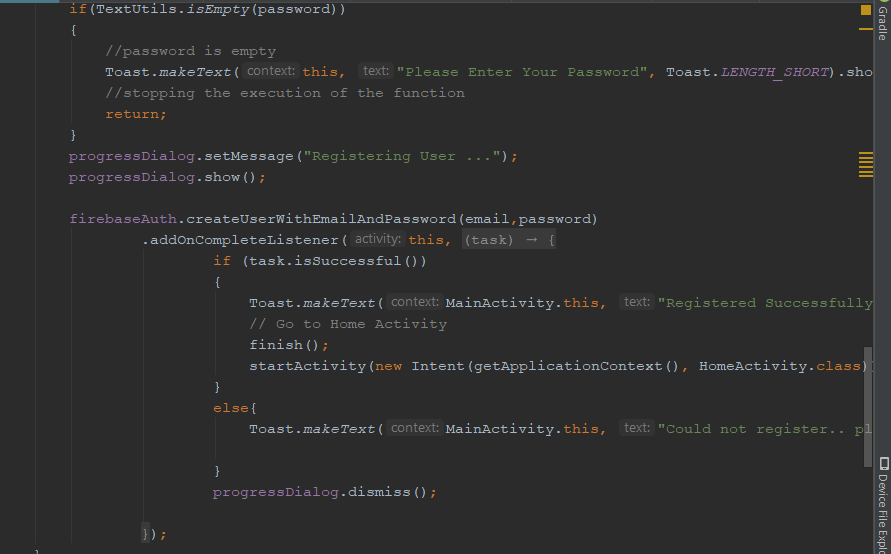 if(TextUtils.isEmpty(password))
{
//password is empty
Toast.makeText( context: this, text: "Please Enter Your Password", Toast.LENGTH_SHORT).sho
//stopping the execution of the function
return;
}
progressDialog.setMessage("Registering User ...");
progressDialog.show();
firebaseAuth.createUserWithEmailAndPassword(email,password)
.addOnCompleteListener( activity: this, (task) → {
if (task.isSuccessful())
{
Toast.makeText( context: MainActivity.this, text: "Registered Successfully
// Go to Home Activity
finish();
startActivity(new Intent(getApplicationContext(), HomeActivity.class)
}
else{
Toast.makeText( context: MainActivity.this, text: "Could not register.. pl
}
progressDialog.dismiss();
});
Gradle
Device File Explo